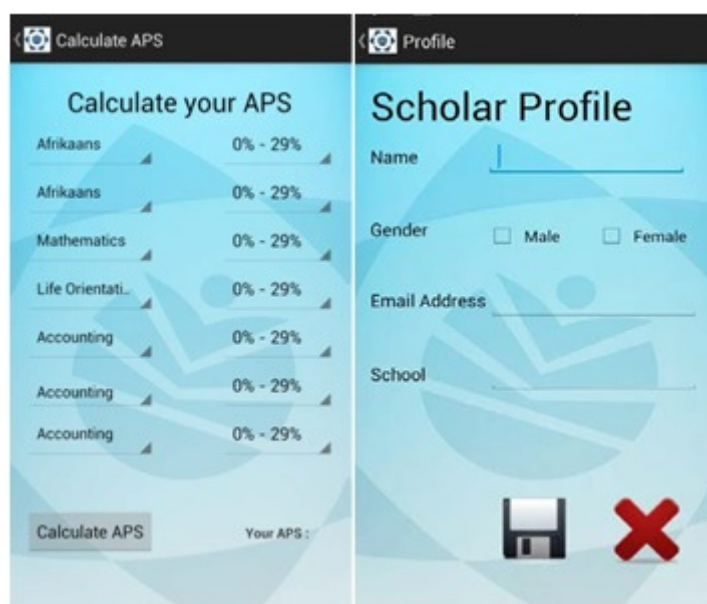 Calculate APS
Calculate your APS
Afrikaans 0% - 29%
Afrikaans 0% - 29%
Mathematics 0% - 29%
Life Orientati.. 0% - 29%
Accounting 0% - 29%
Accounting 0% - 29%
Accounting 0% - 29%
Calculate APS Your APS :
Profile
Scholar Profile
Name
Gender Male Female
Email Address
School